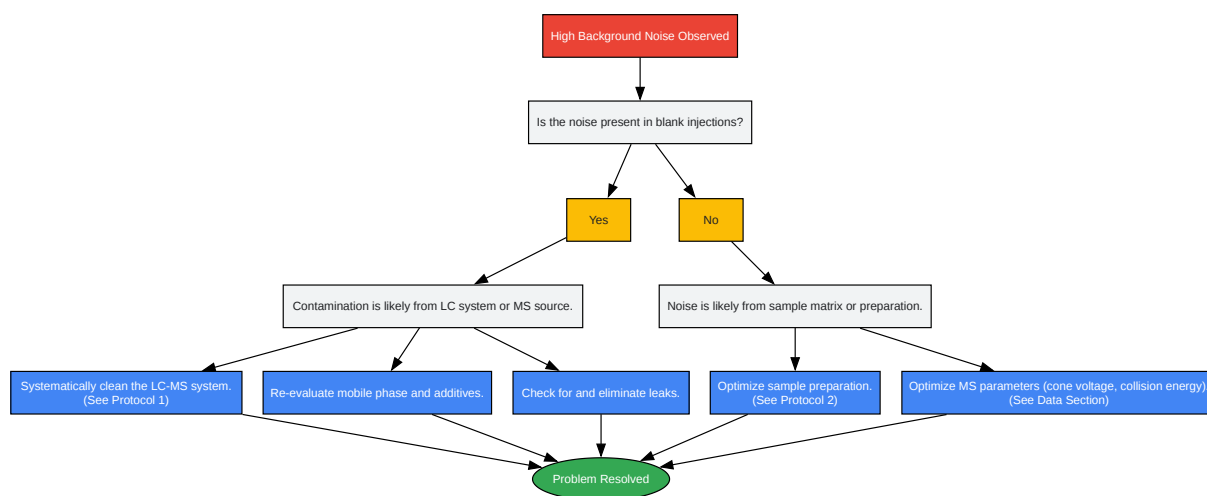 High Background Noise Observed
Is the noise present in blank injections?
Yes
No
Contamination is likely from LC system or MS source.
Noise is likely from sample matrix or preparation.
Systematically clean the LC-MS system.
(See Protocol 1)
Re-evaluate mobile phase and additives.
Check for and eliminate leaks.
Optimize sample preparation.
(See Protocol 2)
Optimize MS parameters (cone voltage, collision energy)
(See Data Section)
Problem Resolved